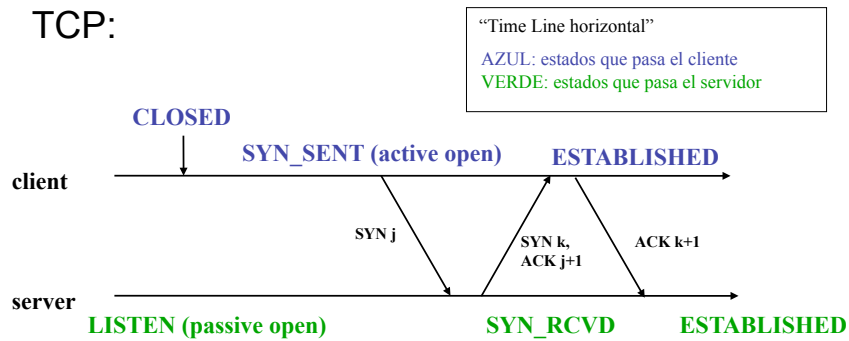 TCP:
“Time Line horizontal”
AZUL: estados que pasa el cliente
VERDE: estados que pasa el servidor
CLOSED
SYN_SENT (active open)
ESTABLISHED
client
SYN j
SYN k,
ACK j+1
ACK k+1
server
LISTEN (passive open)
SYN_RCVD
ESTABLISHED